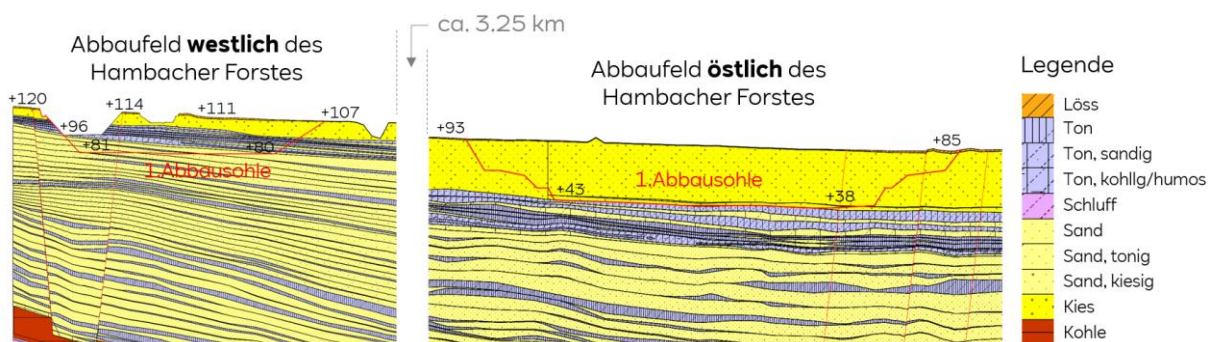 ca. 3.25 km
Abbaufeld westlich des
Hambacher Forstes
+120
+114
+111
+107
+96
+81
+80
1.Abbausohle
Abbaufeld östlich des
Hambacher Forstes
+93
+85
1.Abbausohle
+43
+38
Legende
Löss
Ton
Ton, sandig
Ton, kohllg/humos
Schluff
Sand
Sand, tonig
Sand, kiesig
Kies
Kohle